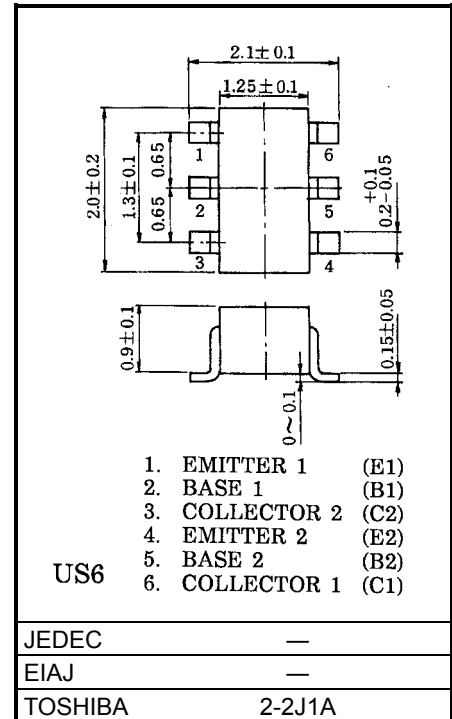 2.1±0.1
1.25±0.1
1
6
2
5
3
4
2.0±0.2
1.3±0.1
0.65
0.65
+0.1
0.2-0.05
0.9±0.1
0.15±0.05
0~0.1
1. EMITTER 1 (E1)
2. BASE 1 (B1)
3. COLLECTOR 2 (C2)
4. EMITTER 2 (E2)
5. BASE 2 (B2)
US6 6. COLLECTOR 1 (C1)
JEDEC —
EIAJ —
TOSHIBA 2-2J1A